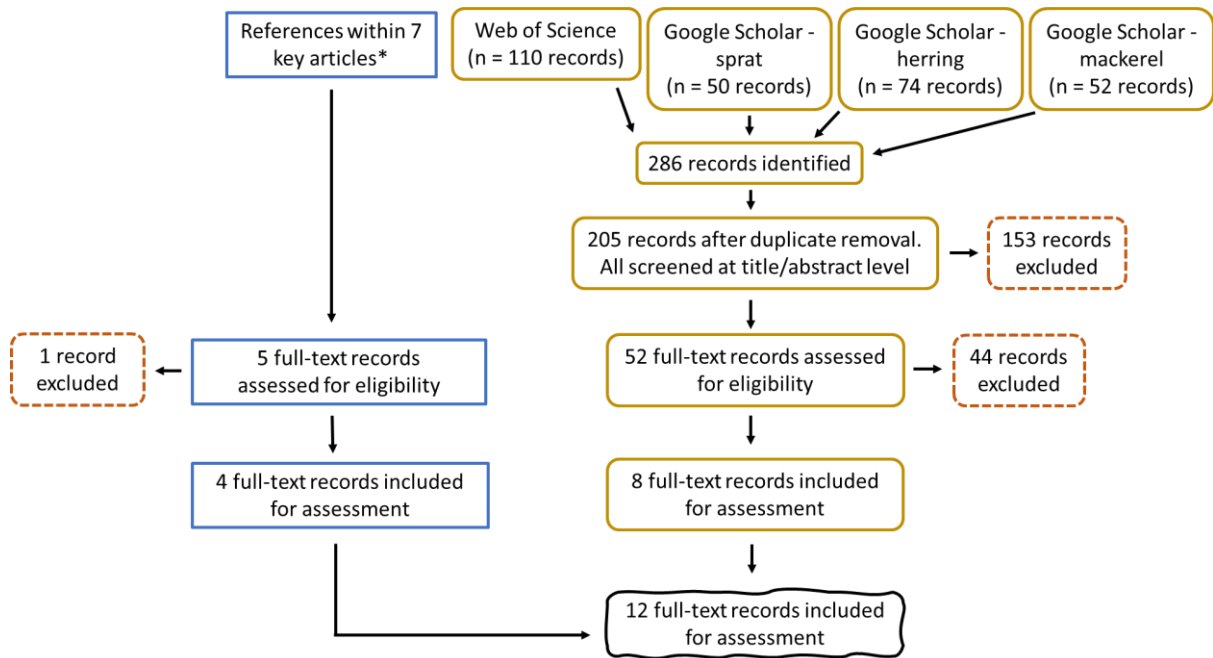 References within 7
key articles*
Web of Science
(n = 110 records)
Google Scholar -
sprat
(n = 50 records)
Google Scholar -
herring
(n = 74 records)
Google Scholar -
mackerel
(n = 52 records)
286 records identified
205 records after duplicate removal.
All screened at title/abstract level
153 records
excluded
1 record
excluded
5 full-text records
assessed for eligibility
52 full-text records assessed
for eligibility
44 records
excluded
4 full-text records included
for assessment
8 full-text records included
for assessment
12 full-text records included
for assessment